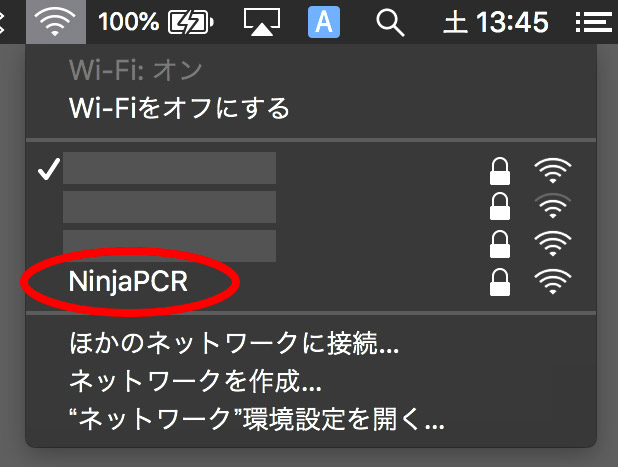 100% A 土 13:45
Wi-Fi: オン
Wi-Fiをオフにする
NinjaPCR
ほかのネットワークに接続...
ネットワークを作成...
“ネットワーク”環境設定を開く...